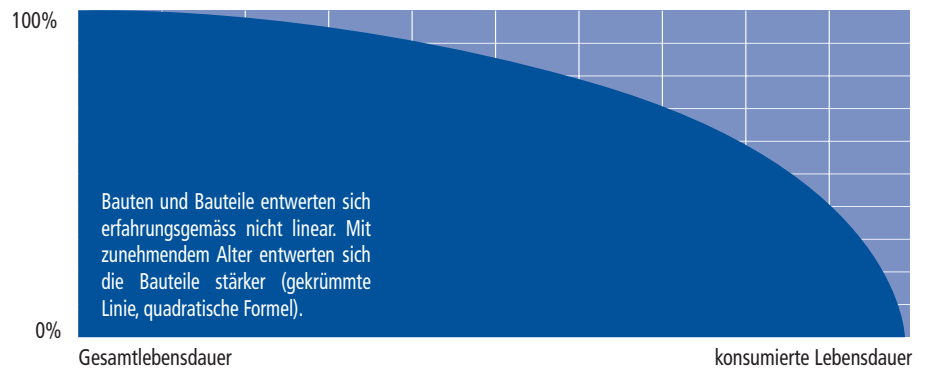 100%
Bauten und Bauteile entwerten sich
erfahrungsgemäss nicht linear. Mit
zunehmendem Alter entwerten sich
die Bauteile stärker (gekrümmte
Linie, quadratische Formel).
0%
Gesamtlebensdauer konsumierte Lebensdauer